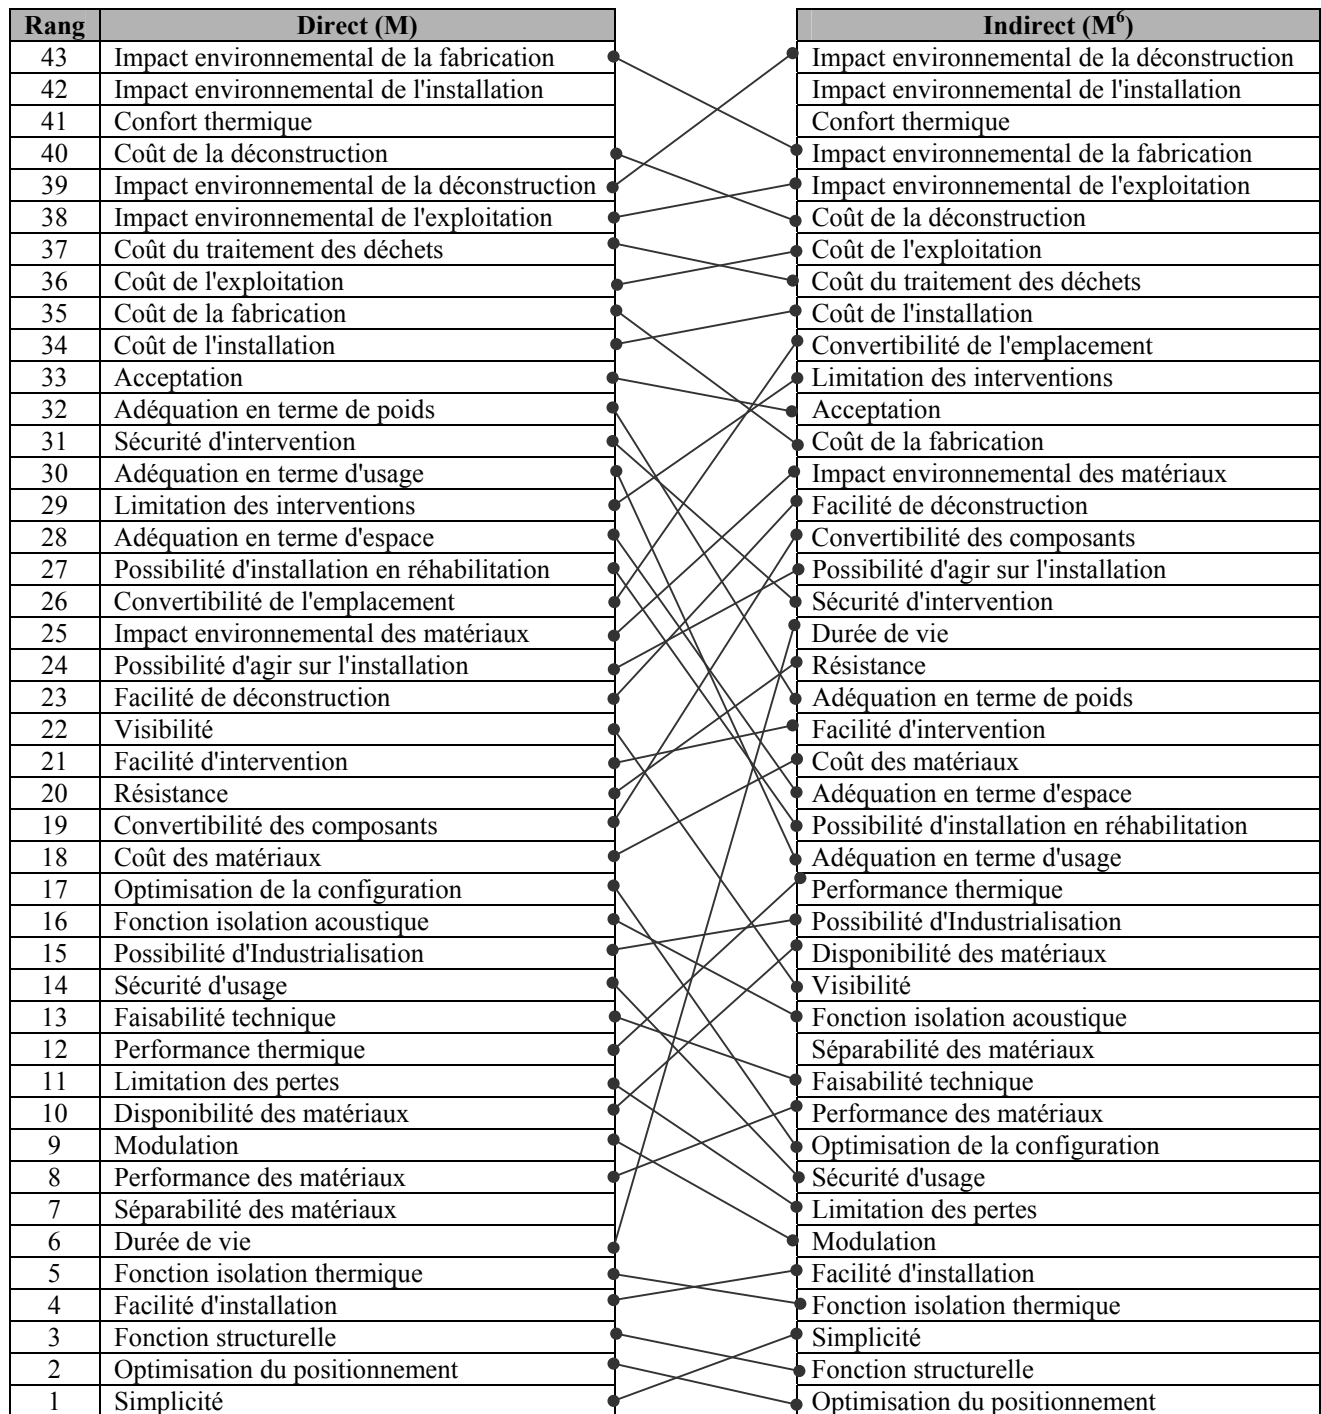 Rang Direct (M) Indirect (M⁶)
43 Impact environnemental de la fabrication Impact environnemental de la déconstruction
42 Impact environnemental de l'installation Impact environnemental de l'installation
41 Confort thermique Confort thermique
40 Coût de la déconstruction Impact environnemental de la fabrication
39 Impact environnemental de la déconstruction Impact environnemental de l'exploitation
38 Impact environnemental de l'exploitation Coût de la déconstruction
37 Coût du traitement des déchets Coût de l'exploitation
36 Coût de l'exploitation Coût du traitement des déchets
35 Coût de la fabrication Coût de l'installation
34 Coût de l'installation Convertibilité de l'emplacement
33 Acceptation Limitation des interventions
32 Adéquation en terme de poids Acceptation
31 Sécurité d'intervention Coût de la fabrication
30 Adéquation en terme d'usage Impact environnemental des matériaux
29 Limitation des interventions Facilité de déconstruction
28 Adéquation en terme d'espace Convertibilité des composants
27 Possibilité d'installation en réhabilitation Possibilité d'agir sur l'installation
26 Convertibilité de l'emplacement Sécurité d'intervention
25 Impact environnemental des matériaux Durée de vie
24 Possibilité d'agir sur l'installation Résistance
23 Facilité de déconstruction Adéquation en terme de poids
22 Visibilité Facilité d'intervention
21 Facilité d'intervention Coût des matériaux
20 Résistance Adéquation en terme d'espace
19 Convertibilité des composants Possibilité d'installation en réhabilitation
18 Coût des matériaux Adéquation en terme d'usage
17 Optimisation de la configuration Performance thermique
16 Fonction isolation acoustique Possibilité d'Industrialisation
15 Possibilité d'Industrialisation Disponibilité des matériaux
14 Sécurité d'usage Visibilité
13 Faisabilité technique Fonction isolation acoustique
12 Performance thermique Séparabilité des matériaux
11 Limitation des pertes Faisabilité technique
10 Disponibilité des matériaux Performance des matériaux
9 Modulation Optimisation de la configuration
8 Performance des matériaux Sécurité d'usage
7 Séparabilité des matériaux Limitation des pertes
6 Durée de vie Modulation
5 Fonction isolation thermique Facilité d'installation
4 Facilité d'installation Fonction isolation thermique
3 Fonction structurelle Simplicité
2 Optimisation du positionnement Fonction structurelle
1 Simplicité Optimisation du positionnement